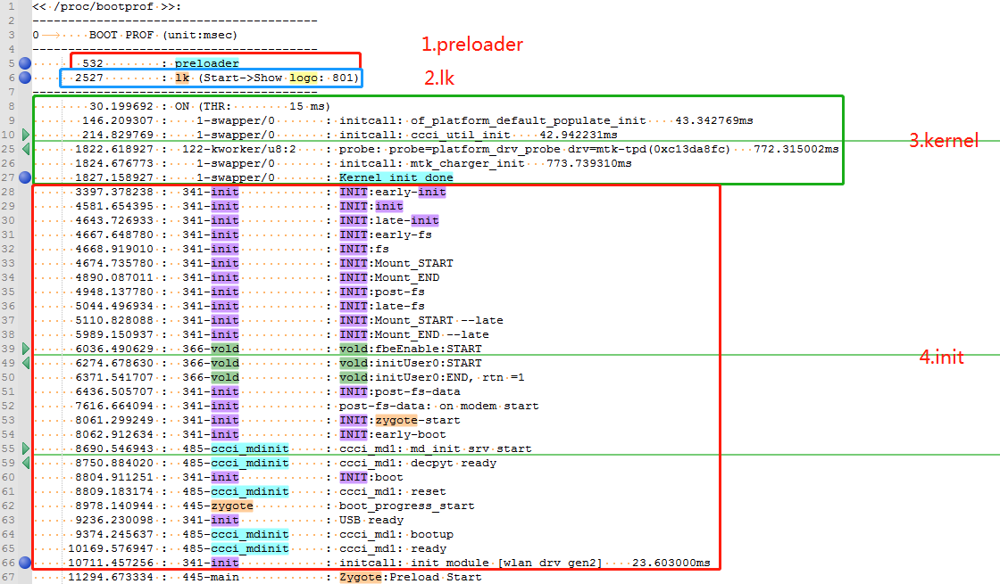 1 << /proc/bootprof >>:
2 ----------------------------------------
3 0 BOOT PROF (unit:msec)
4 ----------------------------------------
1.preloader
5 532 : preloader
6 2527 : lk (Start->Show logo: 801)
2.lk
7 ----------------------------------------
8 30.199692 : ON (THR: 15 ms)
9 146.209307 : 1-swapper/0 : initcall: of_platform_default_populate_init 43.342769ms
10 214.829769 : 1-swapper/0 : initcall: ccci_util_init 42.942231ms
3.kernel
25 1822.618927 : 122-kworker/u8:2 : probe: probe=platform_drv_probe drv=mtk-tpd(0xc13da8fc) 772.315002ms
26 1824.676773 : 1-swapper/0 : initcall: mtk_charger_init 773.739310ms
27 1827.158927 : 1-swapper/0 : Kernel_init_done
28 3397.378238 : 341-init : INIT:early-init
29 4581.654395 : 341-init : INIT:init
30 4643.726933 : 341-init : INIT:late-init
31 4667.648780 : 341-init : INIT:early-fs
32 4668.919010 : 341-init : INIT:fs
33 4674.735780 : 341-init : INIT:Mount_START
34 4890.087011 : 341-init : INIT:Mount_END
35 4948.137780 : 341-init : INIT:post-fs
36 5044.496934 : 341-init : INIT:late-fs
37 5110.828088 : 341-init : INIT:Mount_START --late
38 5989.150937 : 341-init : INIT:Mount_END --late
39 6036.490629 : 366-vold : vold:fbeEnable:START
4.init
49 6274.678630 : 366-vold : vold:initUser0:START
50 6371.541707 : 366-vold : vold:initUser0:END, rtn =1
51 6436.505707 : 341-init : INIT:post-fs-data
52 7616.664094 : 341-init : post-fs-data: on modem start
53 8061.299249 : 341-init : INIT:zygote-start
54 8062.912634 : 341-init : INIT:early-boot
55 8690.546943 : 485-ccci_mdinit : ccci_md1: md_init srv start
59 8750.884020 : 485-ccci_mdinit : ccci_md1: decpyt ready
60 8804.911251 : 341-init : INIT:boot
61 8809.183174 : 485-ccci_mdinit : ccci_md1: reset
62 8978.140944 : 445-zygote : boot_progress_start
63 9236.230098 : 341-init : USB ready
64 9374.245637 : 485-ccci_mdinit : ccci_md1: bootup
65 10169.576947 : 485-ccci_mdinit : ccci_md1: ready
66 10711.457256 : 341-init : initcall: init_module [wlan_drv_gen2] 23.603000ms
67 11294.673334 : 445-main : Zygote:Preload Start